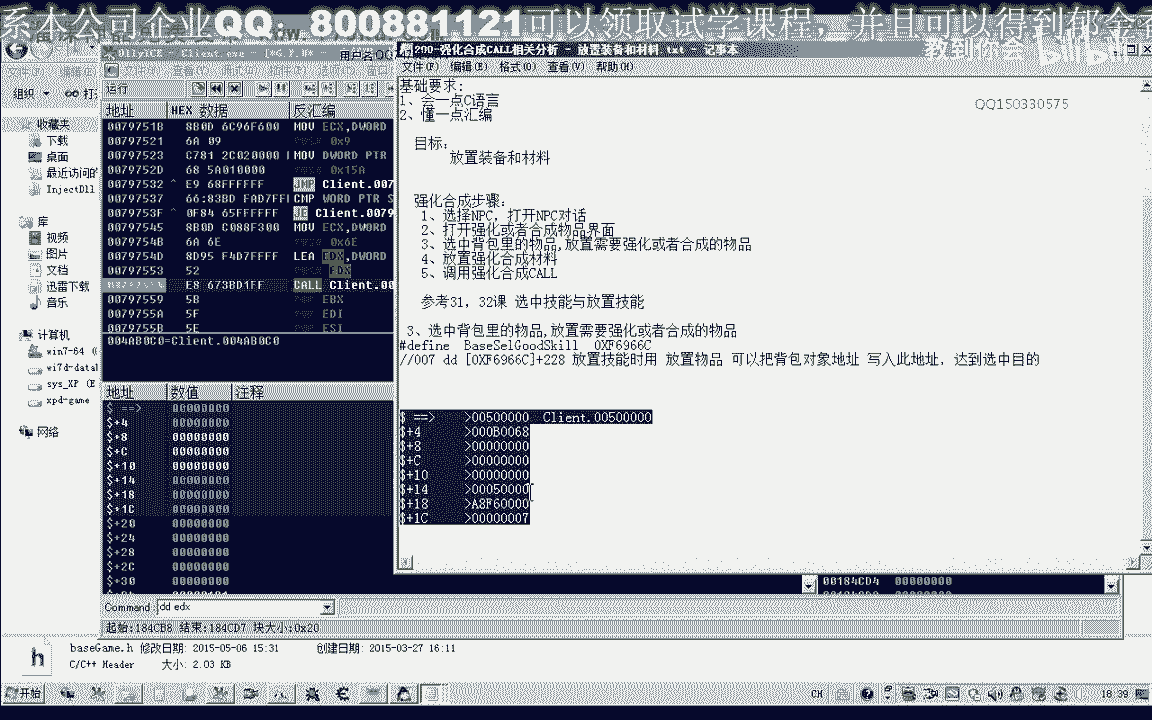 系本公司企业QQ：800881121可以领取试学课程，并且可以得到郁金
教到你会 bilibili
QQ150330575
OllyICE - Client.exe
用户名:QQ
200-强化合成CALL相关分析 - 放置装备和材料.txt - 记事本
文件(F) 编辑(E) 格式(O) 查看(V) 帮助(H)
基础要求:
1、会一点C语言
2、懂一点汇编
目标:
放置装备和材料
强化合成步骤:
1、选择NPC, 打开NPC对话
2、打开强化或者合成物品界面
3、选中背包里的物品,放置需要强化或者合成的物品
4、放置强化合成材料
5、调用强化合成CALL
参考31，32课 选中技能与放置技能
3、选中背包里的物品,放置需要强化或者合成的物品
#define BaseSelGoodSkill 0XF6966C
//007 dd [0XF6966C]+228 放置技能时用 放置物品 可以把背包对象地址 写入此地址，达到选中目的
$ ==> >00500000 Client.00500000
$+4 >000B0068
$+8 >00000000
$+C >00000000
$+10 >00000000
$+14 >00050000
$+18 >A8F60000
$+1C >00000007
组织
收藏夹
下载
桌面
最近访问的
InjectDll
库
视频
图片
文档
迅雷下载
音乐
计算机
win7-64 (
wi7d-data
sys_XP (E
xpd-game
网络
运行
地址 HEX 数据 反汇编
0079751B 8B0D 6C96F600 MOV ECX,DWORD
00797521 6A 09 0x9
00797523 C781 2C020000 MOV DWORD PTR
0079752D 68 5A010000 0x15A
00797532 ^ E9 68FFFFFF JMP Client.007
00797537 66:83BD FAD7FFF CMP WORD PTR S
0079753F ^ 0F84 65FFFFFF JE Client.0079
00797545 8B0D C088F300 MOV ECX,DWORD
0079754B 6A 6E 0x6E
0079754D 8D95 F4D7FFFF LEA EDX,DWORD
00797553 52 EDX
E8 673BD1FF CALL Client.00
00797559 5B EBX
0079755A 5F EDI
0079755B 5E ESI
004AB0C0=Client.004AB0C0
地址 数值 注释
$ ==> 00000000
$+4 00000000
$+8 00000000
$+C 00000000
$+10 00000000
$+14 00000000
$+18 00000000
$+1C 00000000
$+20 00000000
$+24 00000000
$+28 00000000
$+2C 00000000
$+30 00000000
00184CD4 00000000
Command: dd edx
起始:184CB8 结束:184CD7 块大小:0x20
baseGame.h 修改日期: 2015-05-06 15:31 创建日期: 2015-03-27 16:11
C/C++ Header 大小: 2.03 KB
开始
CH
18:39